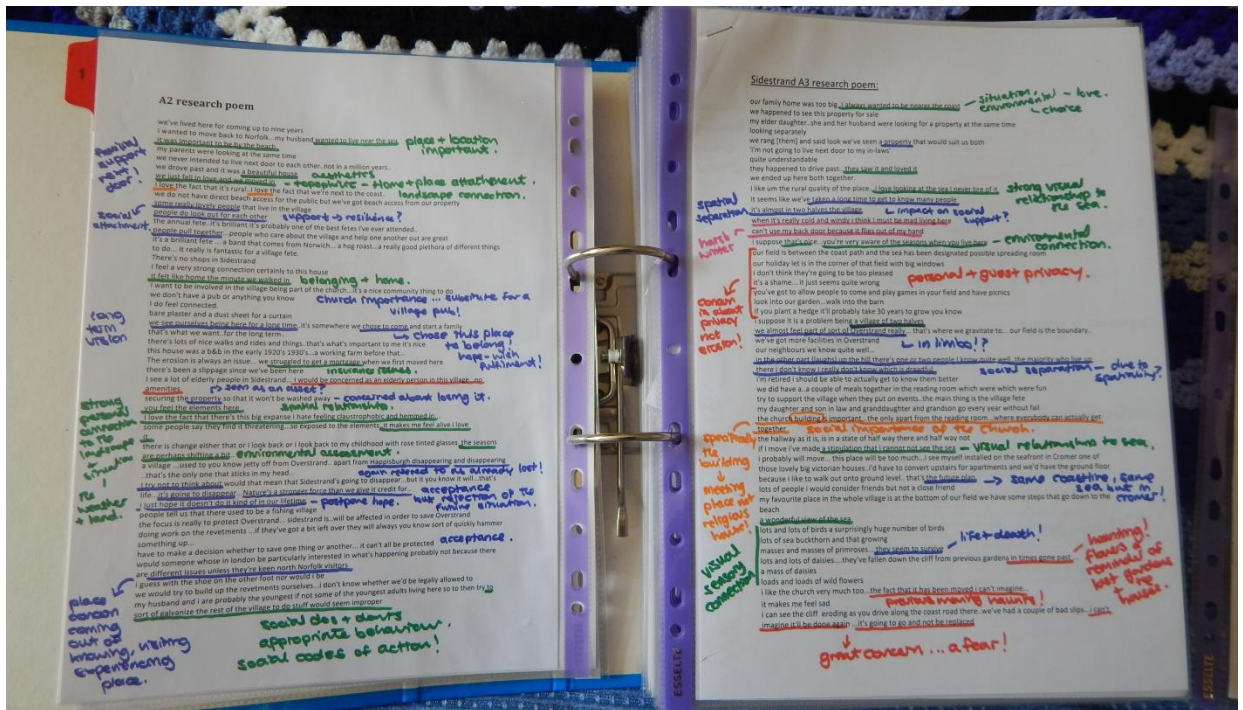 1
A2 research poem
we've lived here for coming up to nine years
I wanted to move back to Norfolk...my husband wanted to live near the sea
it was important to be by the beach
my parents were looking at the same time
we never intended to live next door to each other..not in a million years..
we drove past and it was a beautiful house
we just fell in love and we moved in
I love the fact that it's rural..I love the fact that we're next to the coast..
we do not have direct beach access for the public but we've got beach access from our property
some really lovely people that live in the village
people do look out for each other
the annual fete..it's brilliant it's probably one of the best fetes I've ever attended..
people pull together - people who care about the village and help one another out are great
it's a brilliant fete ... a band that comes from Norwich... a hog roast...a really good plethora of different things
to do... it really is fantastic for a village fete.
There's no shops in Sidestrand
I feel a very strong connection certainly to this house
it felt like home the minute we walked in
I want to be involved in the village being part of the church...it's a nice community thing to do
we don't have a pub or anything you know
I do feel connected.
bare plaster and a dust sheet for a curtain
we see ourselves being here for a long time..it's somewhere we chose to come and start a family
that's what we want..for the long term..
there's lots of nice walks and rides and things..that's what's important to me it's nice
this house was a b&b in the early 1920's 1930's...a working farm before that...
The erosion is always an issue.. we struggled to get a mortgage when we first moved here
there's been a slippage since we've been here
I see a lot of elderly people in Sidestrand...I would be concerned as an elderly person in this village...no
amenities..
securing the property so that it won't be washed away
you feel the elements here
I love the fact that there's this big expanse I hate feeling claustrophobic and hemmed in
some people say they find it threatening...so exposed to the elements, it makes me feel alive I love
it
there is change either that or I look back or I look back to my childhood with rose tinted glasses the seasons
are perhaps shifting a bit
a village ...used to you know jetty off from Overstrand.. apart from Happisburgh disappearing and disappearing
...that's the only one that sticks in my head.
I try not to think about would that mean that Sidestrand's going to disappear...but if you know it will...that's
life...it's going to disappear.. Nature's a stronger force than we give it credit for..
I just hope it doesn't do it kind of in our lifetime
people tell us that there used to be a fishing village
the focus is really to protect Overstrand... sidestrand is..will be affected in order to save Overstrand
doing work on the revetments ...if they've got a bit left over they will always you know sort of quickly hammer
something up...
have to make a decision whether to save one thing or another... it can't all be protected
would someone whose in london be particularly interested in what's happening probably not because there
are different issues unless they're keen north Norfolk visitors
I guess with the shoe on the other foot nor would I be
we would try to build up the revetments ourselves...I don't know whether we'd be legally allowed to
my husband and i are probably the youngest if not some of the youngest adults living here so to then try to
sort of galvanize the rest of the village to do stuff would seem improper
place + location
important.
familial
support
next
door!
aesthetics
- topophilia - Home + place attachment.
landscape connection.
social
attachment.
support → resilience?
belonging + home.
Church importance ... substitute for a
village pub!
long
term
vision
↳ chose this place
to belong,
hope - wish
fulfilment!
insurance issues.
↳ seen as an asset?
- concerned about losing it.
spatial relationship.
strong
personal
connection
to the
landscape
+
situation
to
the
weather
+ land
- environmental assessment.
again referred to as already lost!
acceptance
but rejection of the
future situation.
- postpone hope.
acceptance.
place
concern
coming
out of
knowing, visiting
experiencing
place.
social dos + donts
appropriate behaviour.
social codes of action!
ESSELTE
Sidestrand A3 research poem:
our family home was too big..I always wanted to be nearer the coast
we happened to see this property for sale
my elder daughter..she and her husband were looking for a property at the same time
looking separately
we rang [them] and said look we've seen a property that would suit us both
'I'm not going to live next door to my in-laws'
quite understandable
they happened to drive past...they saw it and loved it
we ended up here both together.
I like um the rural quality of the place...I love looking at the sea I never tire of it
It seems like we've taken a long time to get to know many people
it's almost in two halves the village
when it's really cold and windy i think I must be mad living here
can't use my back door because it flies out of my hand
I suppose that's nice...you're very aware of the seasons when you live here
our field is between the coast path and the sea has been designated possible spreading room
our holiday let is in the corner of that field with big windows
I don't think they're going to be too pleased
it's a shame... it just seems quite wrong
you've got to allow people to come and play games in your field and have picnics
look into our garden...walk into the barn
if you plant a hedge it'll probably take 30 years to grow you know
I suppose it is a problem being a village of two halves
we almost feel part of sort of Overstrand really... that's where we gravitate to... our field is the boundary..
we've got more facilities in Overstrand
our neighbours we know quite well...
in the other part (laughs) up the hill there's one or two people I know quite well..the majority who live up
there I don't know I really don't know which is dreadful
i'm retired i should be able to actually get to know them better
we did have a..a couple of meals together in the reading room which were which were fun
try to support the village when they put on events..the main thing is the village fete
my daughter and son in law and granddaughter and grandson go every year without fail
the church building is important...the only apart from the reading room ...where everybody can actually get
together.
the hallway as it is, is in a state of half way there and half way not
If I move i've made a stipulation that I cannot not see the sea
i probably will move... this place will be too much...I see myself installed on the seafront in Cromer one of
those lovely big victorian houses...I'd have to convert upstairs for apartments and we'd have the ground floor
because i like to walk out onto ground level..that's the future plan
lots of people i would consider friends but not a close friend
my favourite place in the whole village is at the bottom of our field we have some steps that go down to the
beach
a wonderful view of the sea
lots and lots of birds a surprisingly huge number of birds
lots of sea buckthorn and that growing
masses and masses of primroses...they seem to survive
lots and lots of daisies...they've fallen down the cliff from previous gardens in times gone past
a mass of daisies
loads and loads of wild flowers
I like the church very much too...the fact that it has been moved i can't imagine...
it makes me feel sad
i can see the cliff..eroding as you drive along the coast road there..we've had a couple of bad slips...I can't
imagine it'll be done again ...it's going to go and not be replaced
- situation,
environmental - love.
↳ choice
strong visual
relationship to
the sea.
spatial
separation
↳ impact on social
support?
harsh
winter
- environmental
connection.
personal + guest privacy.
concern
is about
privacy
not
erosion!
↳ in limbo!?
social separation - due to
spatiality?
social importance of the church.
specifically
the
building
→
meeting
place not
religious
house!
- visual relationship to sea.
→ same coastline, same
sea but in
Cromer!
visual
sensory
connection
- life + death!
- haunting!
flowers a
reminder of
lost gardens
+ the
houses.
previous moving haunting!
great concern ... a fear!
ESSELTE